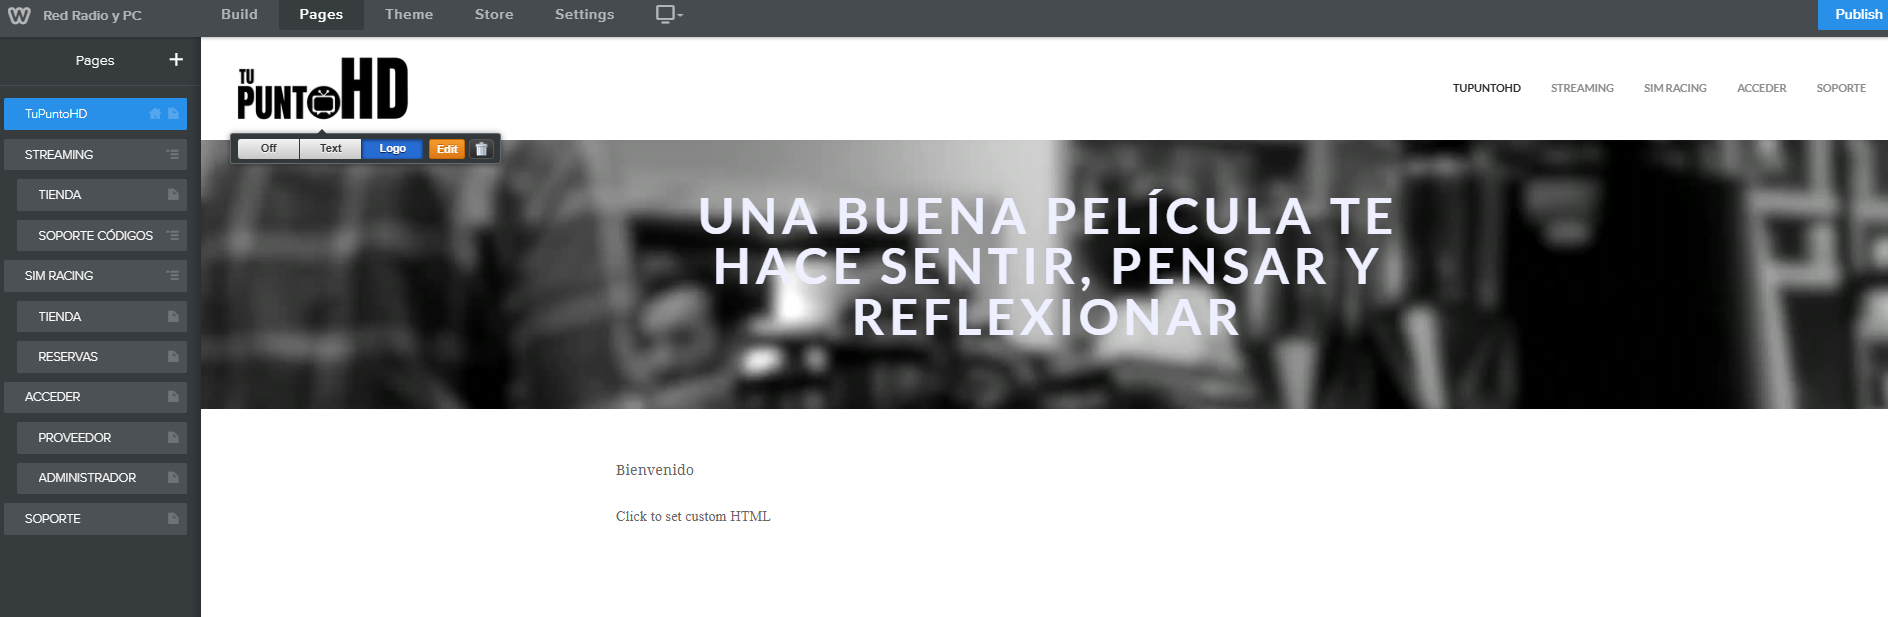 Red Radio y PC
Build
Pages
Theme
Store
Settings
Publish
Pages
+
TuPuntoHD
STREAMING
TIENDA
SOPORTE CÓDIGOS
SIM RACING
TIENDA
RESERVAS
ACCEDER
PROVEEDOR
ADMINISTRADOR
SOPORTE
TU
PUNTO HD
TUPUNTOHD
STREAMING
SIM RACING
ACCEDER
SOPORTE
Off
Text
Logo
Edit
UNA BUENA PELÍCULA TE
HACE SENTIR, PENSAR Y
REFLEXIONAR
Bienvenido
Click to set custom HTML